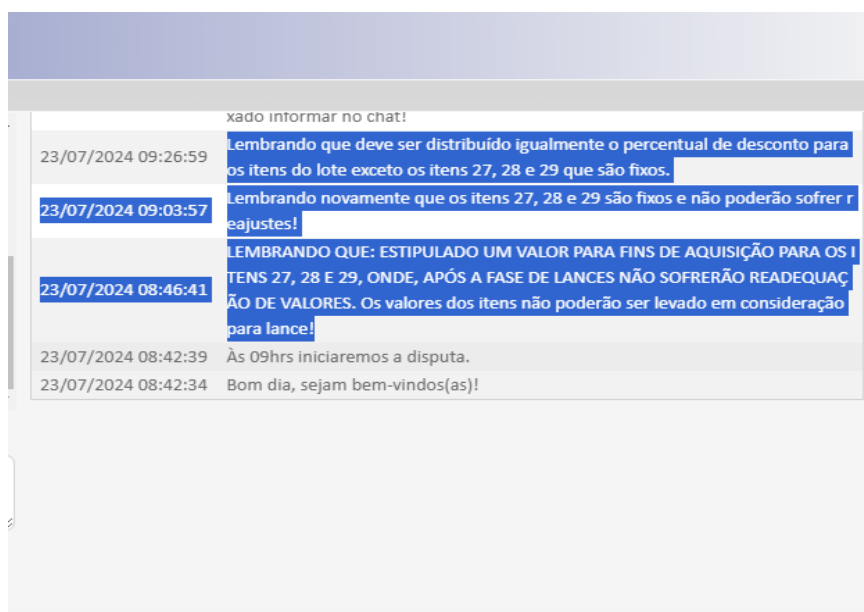 xado informar no chat!
23/07/2024 09:26:59
Lembrando que deve ser distribuído igualmente o percentual de desconto para
os itens do lote exceto os itens 27, 28 e 29 que são fixos.
23/07/2024 09:03:57
Lembrando novamente que os itens 27, 28 e 29 são fixos e não poderão sofrer r
eajustes!
23/07/2024 08:46:41
LEMBRANDO QUE: ESTIPULADO UM VALOR PARA FINS DE AQUISIÇÃO PARA OS I
TENS 27, 28 E 29, ONDE, APÓS A FASE DE LANCES NÃO SOFRERÃO READEQUAÇ
ÃO DE VALORES. Os valores dos itens não poderão ser levado em consideração
para lance!
23/07/2024 08:42:39 Às 09hrs iniciaremos a disputa.
23/07/2024 08:42:34 Bom dia, sejam bem-vindos(as)!